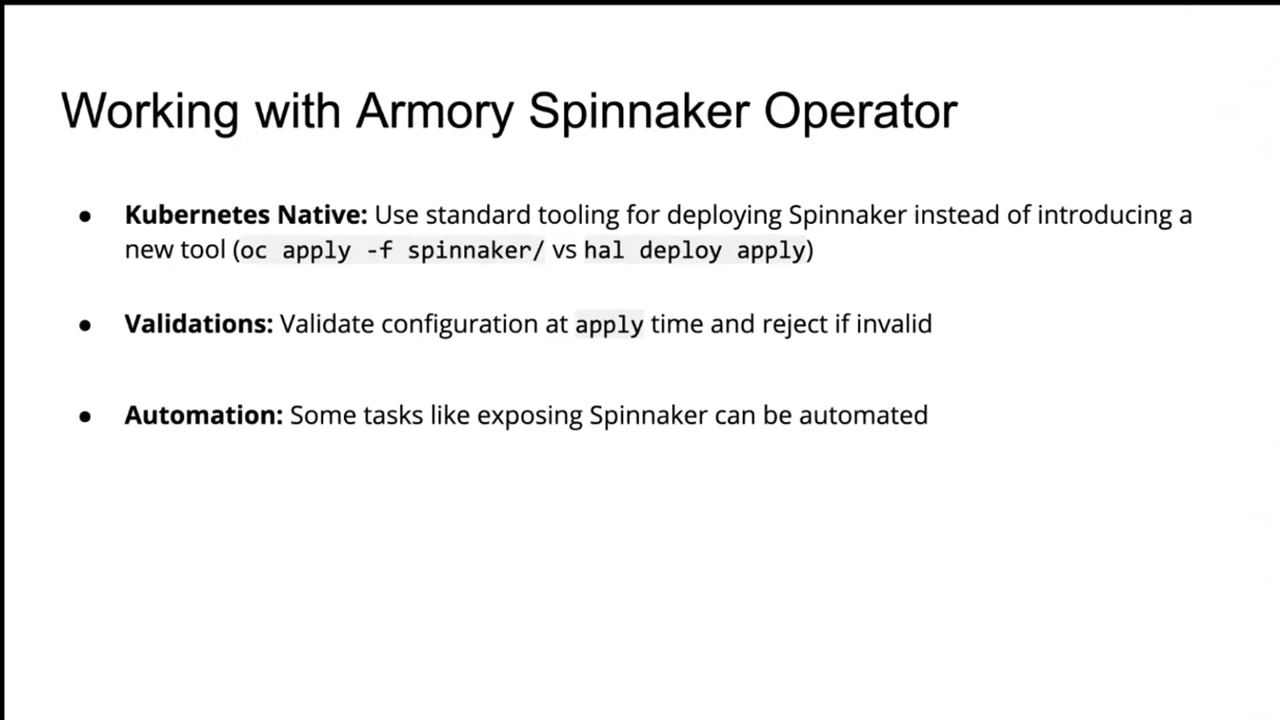 Working with Armory Spinnaker Operator
● Kubernetes Native: Use standard tooling for deploying Spinnaker instead of introducing a
new tool (oc apply -f spinnaker/ vs hal deploy apply)
● Validations: Validate configuration at apply time and reject if invalid
● Automation: Some tasks like exposing Spinnaker can be automated